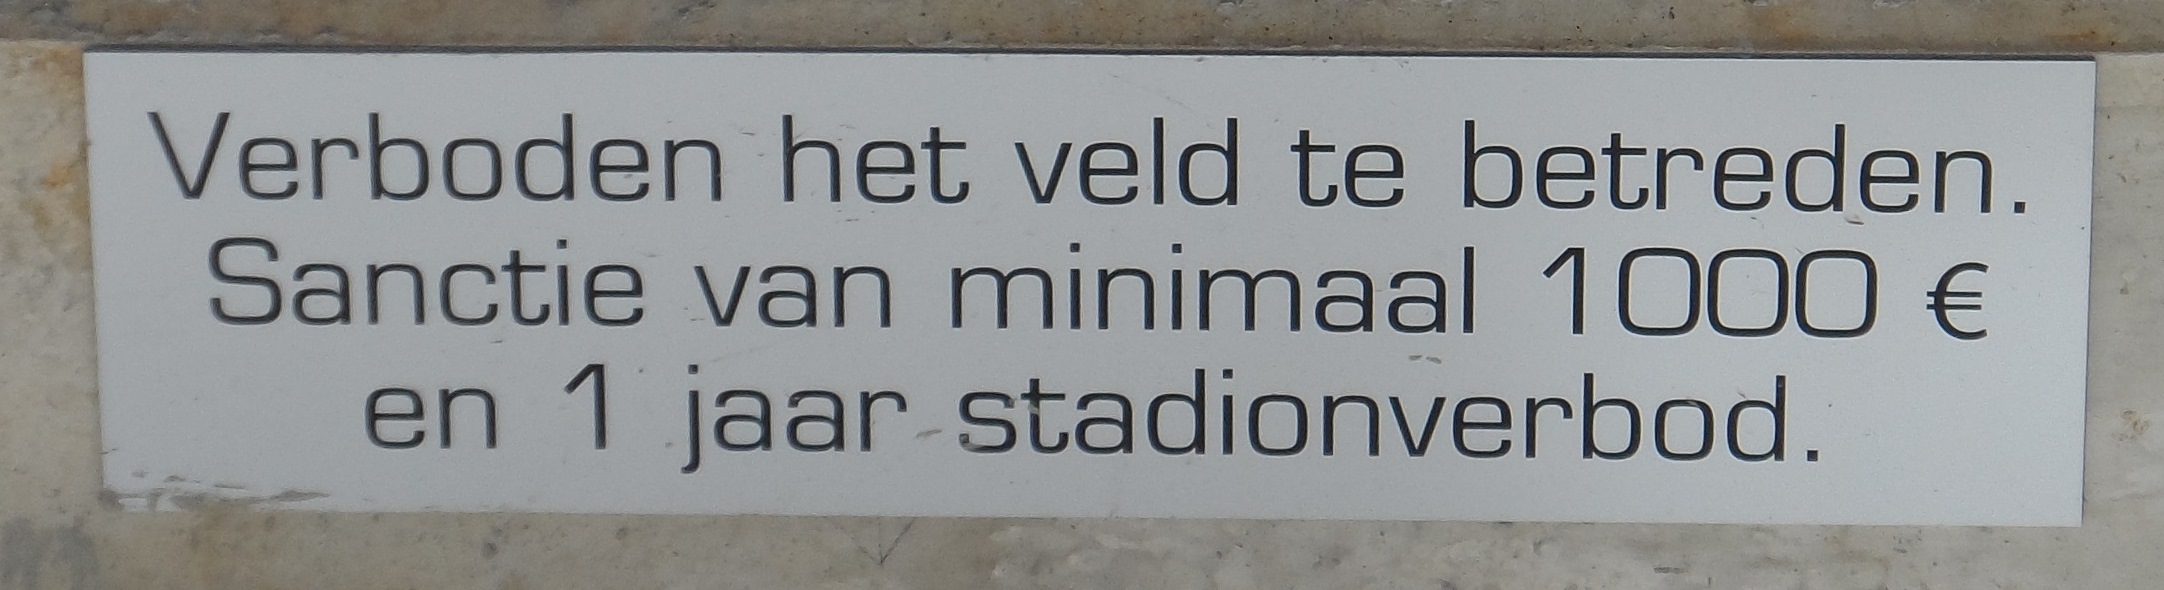 Verboden het veld te betreden.
Sanctie van minimaal 1000 €
en 1 jaar stadionverbod.